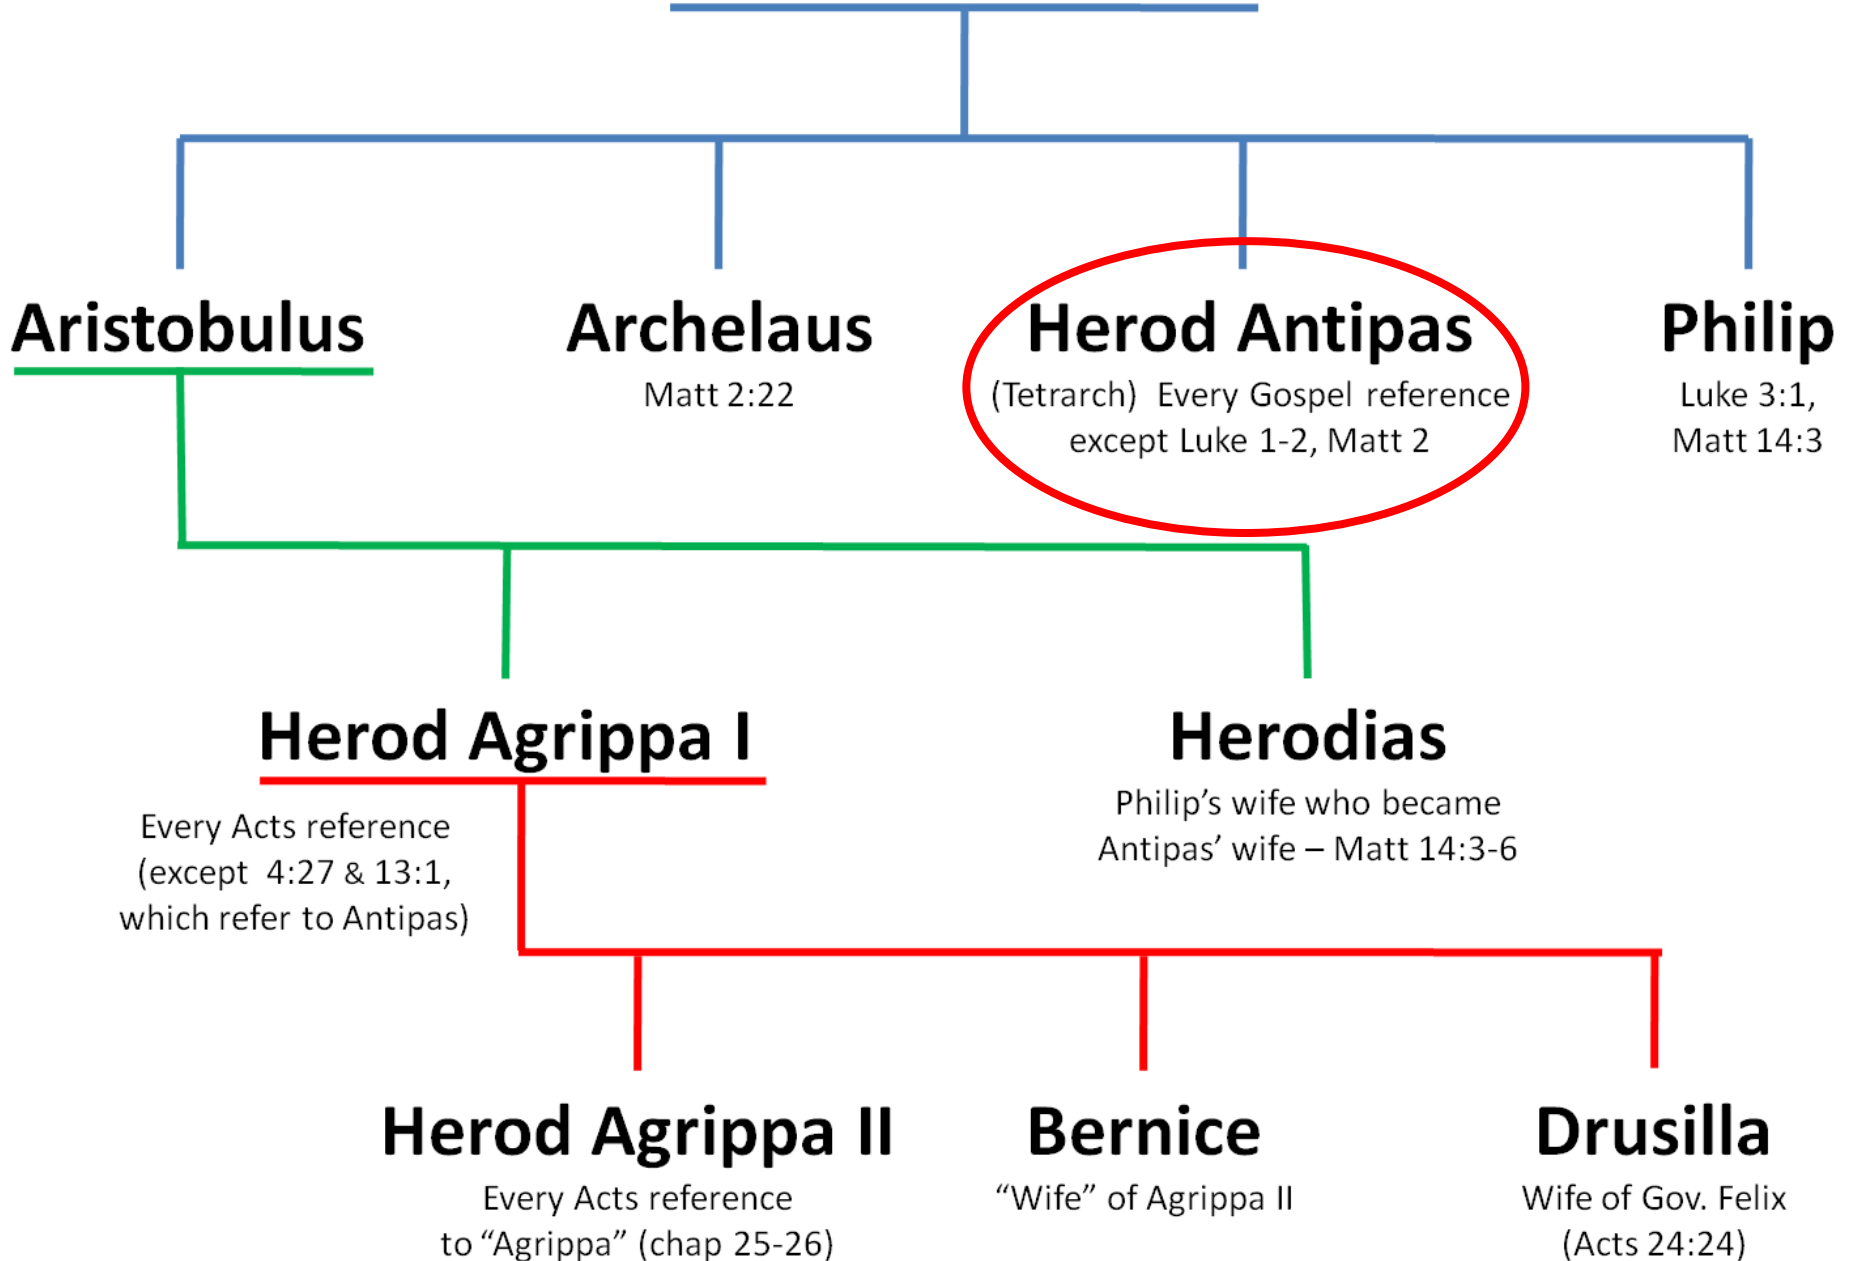 Aristobulus
Archelaus
Matt 2:22
Herod Antipas
(Tetrarch)  Every Gospel reference
except Luke 1-2, Matt 2
Philip
Luke 3:1,
Matt 14:3
Herod Agrippa I
Every Acts reference
(except  4:27 & 13:1,
which refer to Antipas)
Herodias
Philip’s wife who became
Antipas’ wife – Matt 14:3-6
Herod Agrippa II
Every Acts reference
to “Agrippa” (chap 25-26)
Bernice
“Wife” of Agrippa II
Drusilla
Wife of Gov. Felix
(Acts 24:24)